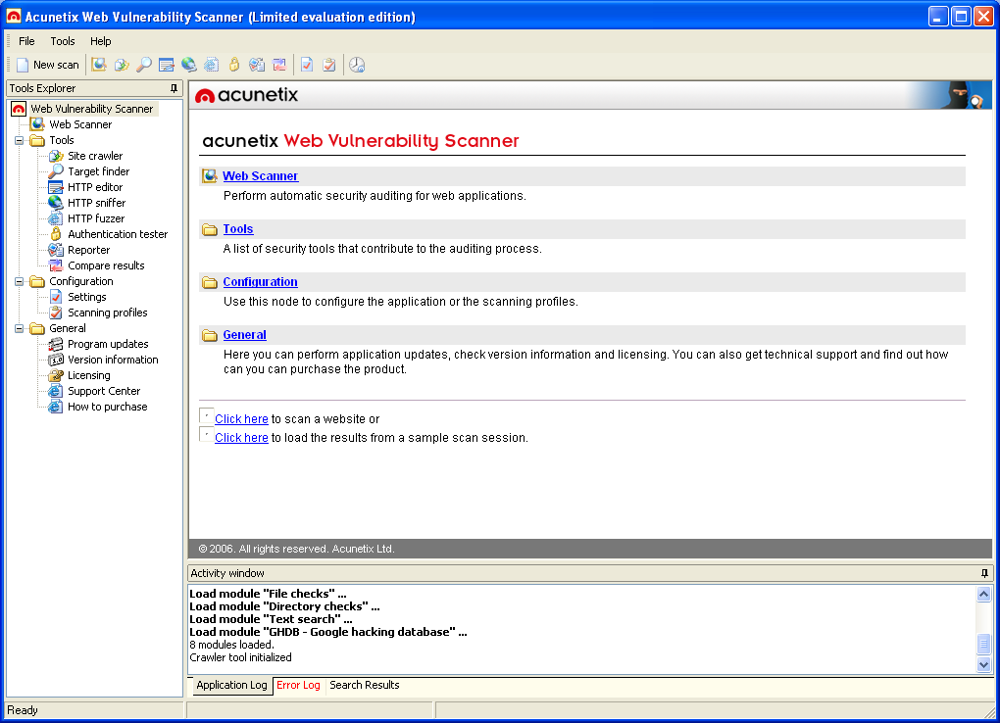 Acunetix Web Vulnerability Scanner (Limited evaluation edition)
File Tools Help
New scan
Tools Explorer
Web Vulnerability Scanner
Web Scanner
Tools
Site crawler
Target finder
HTTP editor
HTTP sniffer
HTTP fuzzer
Authentication tester
Reporter
Compare results
Configuration
Settings
Scanning profiles
General
Program updates
Version information
Licensing
Support Center
How to purchase
acunetix
acunetix Web Vulnerability Scanner
Web Scanner
Perform automatic security auditing for web applications.
Tools
A list of security tools that contribute to the auditing process.
Configuration
Use this node to configure the application or the scanning profiles.
General
Here you can perform application updates, check version information and licensing. You can also get technical support and find out how
can you can purchase the product.
Click here to scan a website or
Click here to load the results from a sample scan session.
© 2006. All rights reserved. Acunetix Ltd.
Activity window
Load module "File checks" ...
Load module "Directory checks" ...
Load module "Text search" ...
Load module "GHDB - Google hacking database" ...
8 modules loaded.
Crawler tool initialized
Application Log Error Log Search Results
Ready